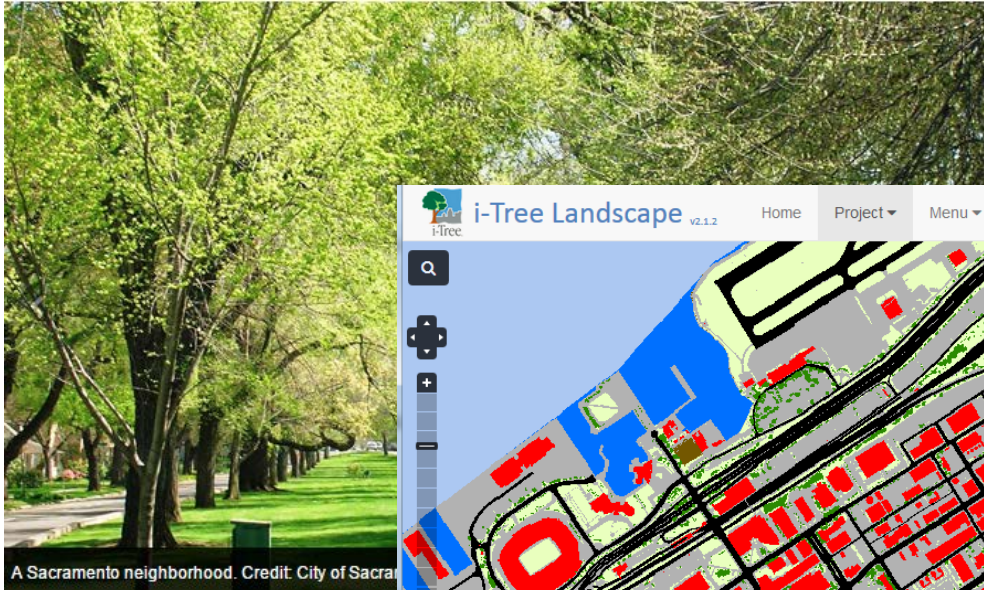 i-Tree Landscape v2.1.2
Home
Project
Menu
i-Tree
A Sacramento neighborhood. Credit: City of Sacrar